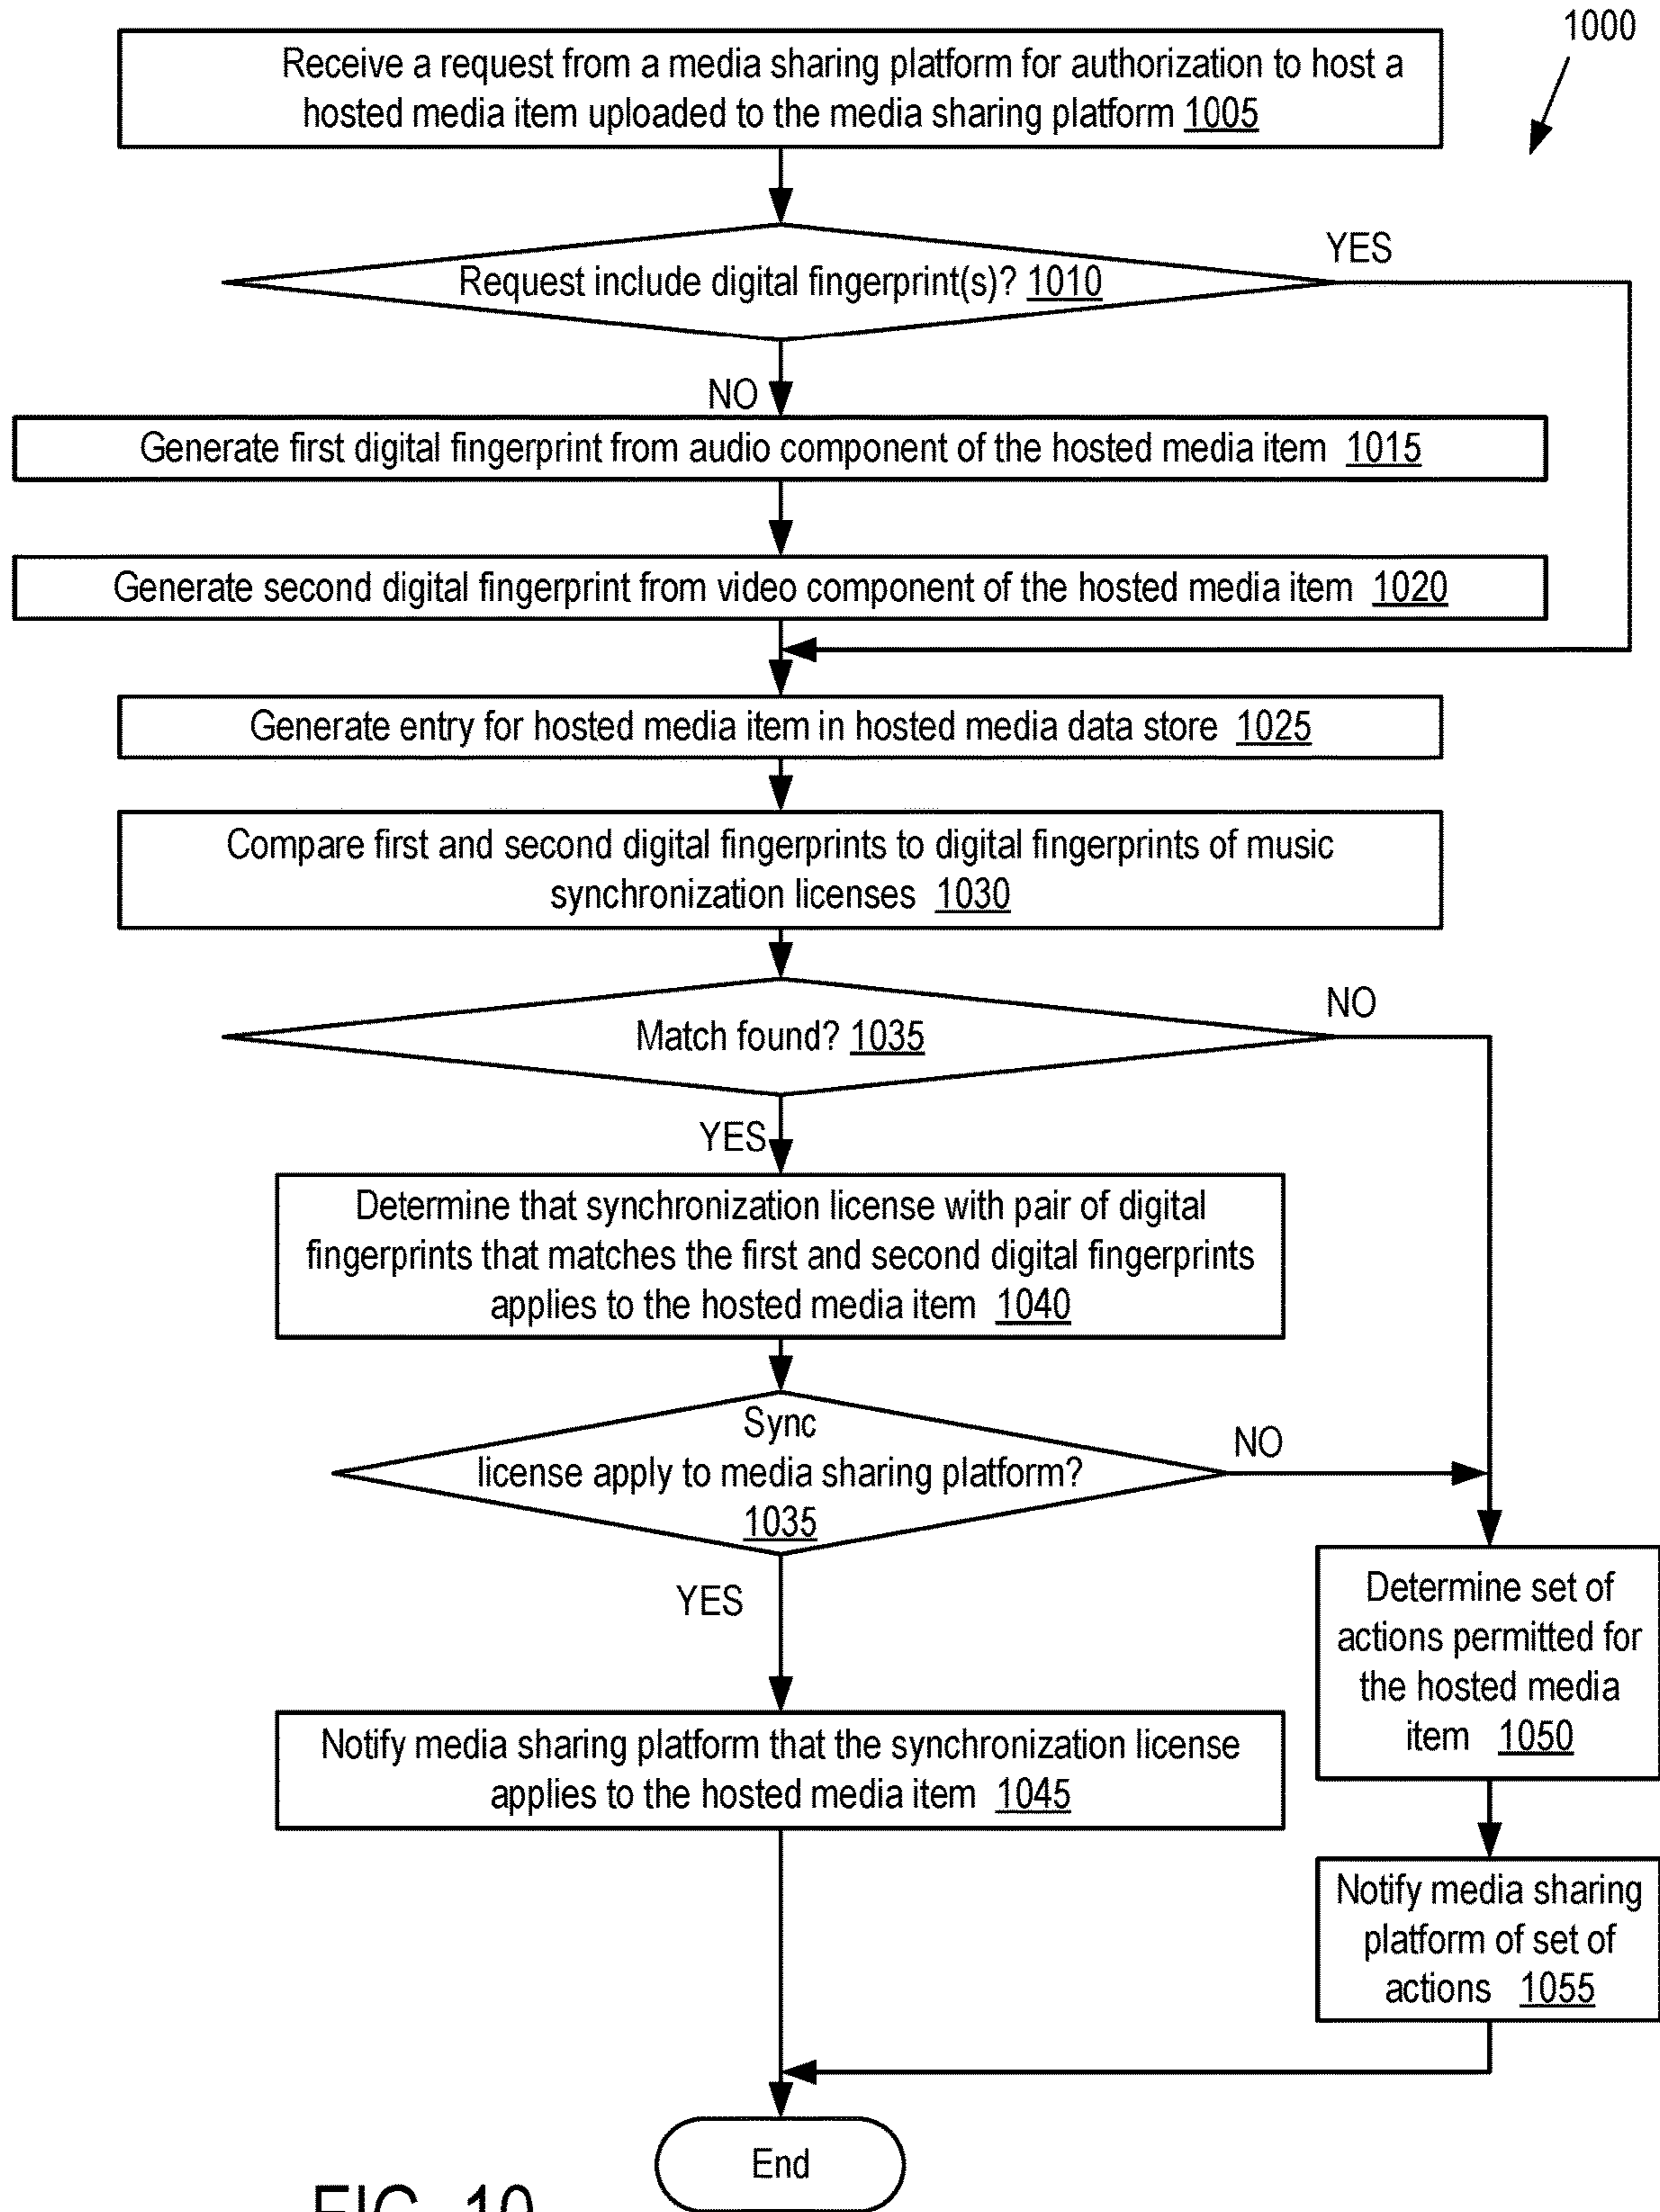 1000
Receive a request from a media sharing platform for authorization to host a
hosted media item uploaded to the media sharing platform 1005
YES
Request include digital fingerprint(s)? 1010
NO
Generate first digital fingerprint from audio component of the hosted media item 1015
Generate second digital fingerprint from video component of the hosted media item 1020
Generate entry for hosted media item in hosted media data store 1025
Compare first and second digital fingerprints to digital fingerprints of music
synchronization licenses 1030
NO
Match found? 1035
YES
Determine that synchronization license with pair of digital
fingerprints that matches the first and second digital fingerprints
applies to the hosted media item 1040
Sync
license apply to media sharing platform?
1035
NO
YES
Determine set of
actions permitted for
the hosted media
item 1050
Notify media sharing platform that the synchronization license
applies to the hosted media item 1045
Notify media sharing
platform of set of
actions 1055
End
FIG. 10